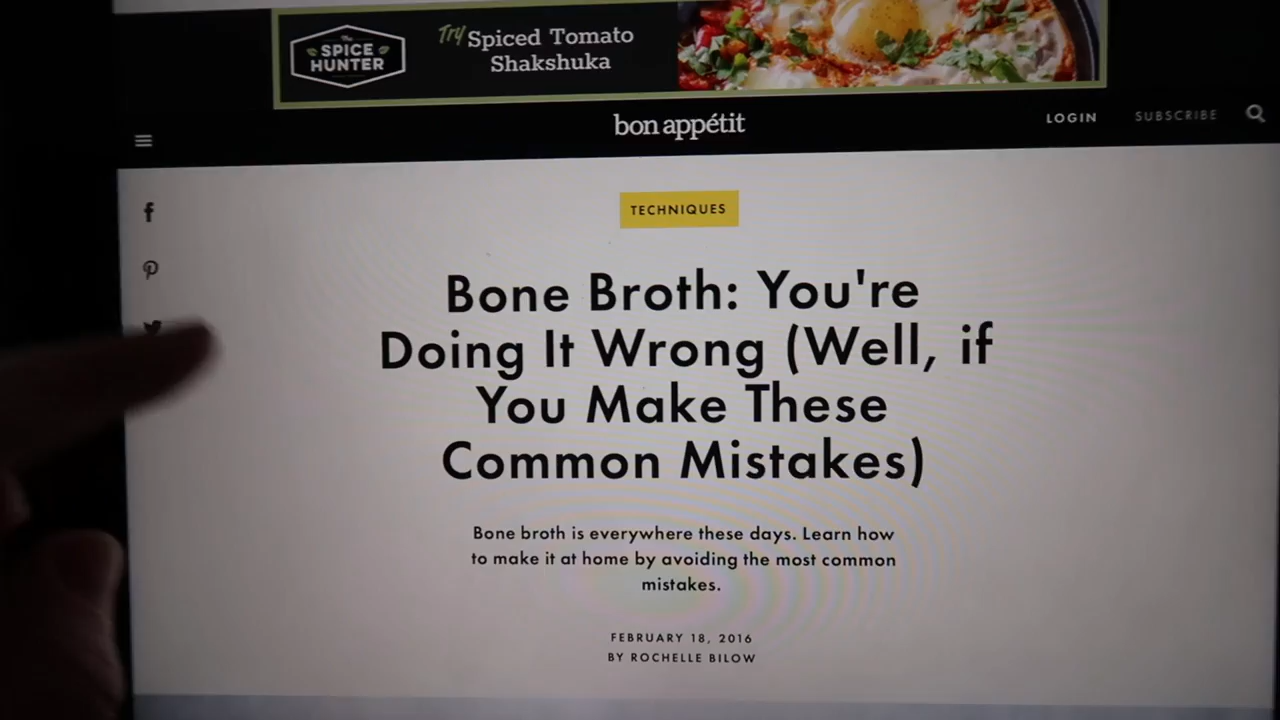 The
SPICE
HUNTER
Try Spiced Tomato
Shakshuka
bon appétit
LOGIN
SUBSCRIBE
TECHNIQUES
Bone Broth: You're
Doing It Wrong (Well, if
You Make These
Common Mistakes)
Bone broth is everywhere these days. Learn how
to make it at home by avoiding the most common
mistakes.
FEBRUARY 18, 2016
BY ROCHELLE BILOW